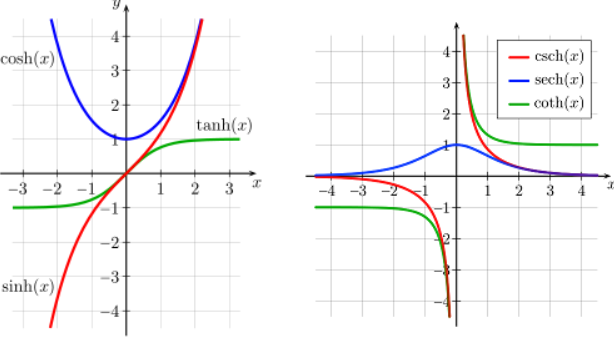 y
4
cosh(x)
3
2
tanh(x)
1
−3 −2 −1 1 2 3 x
−1
−2
−3
sinh(x)
−4
4
3
2
1
−4 −3 −2 −1 1 2 3 4 x
−1
−2
−3
−4
csch(x)
sech(x)
coth(x)